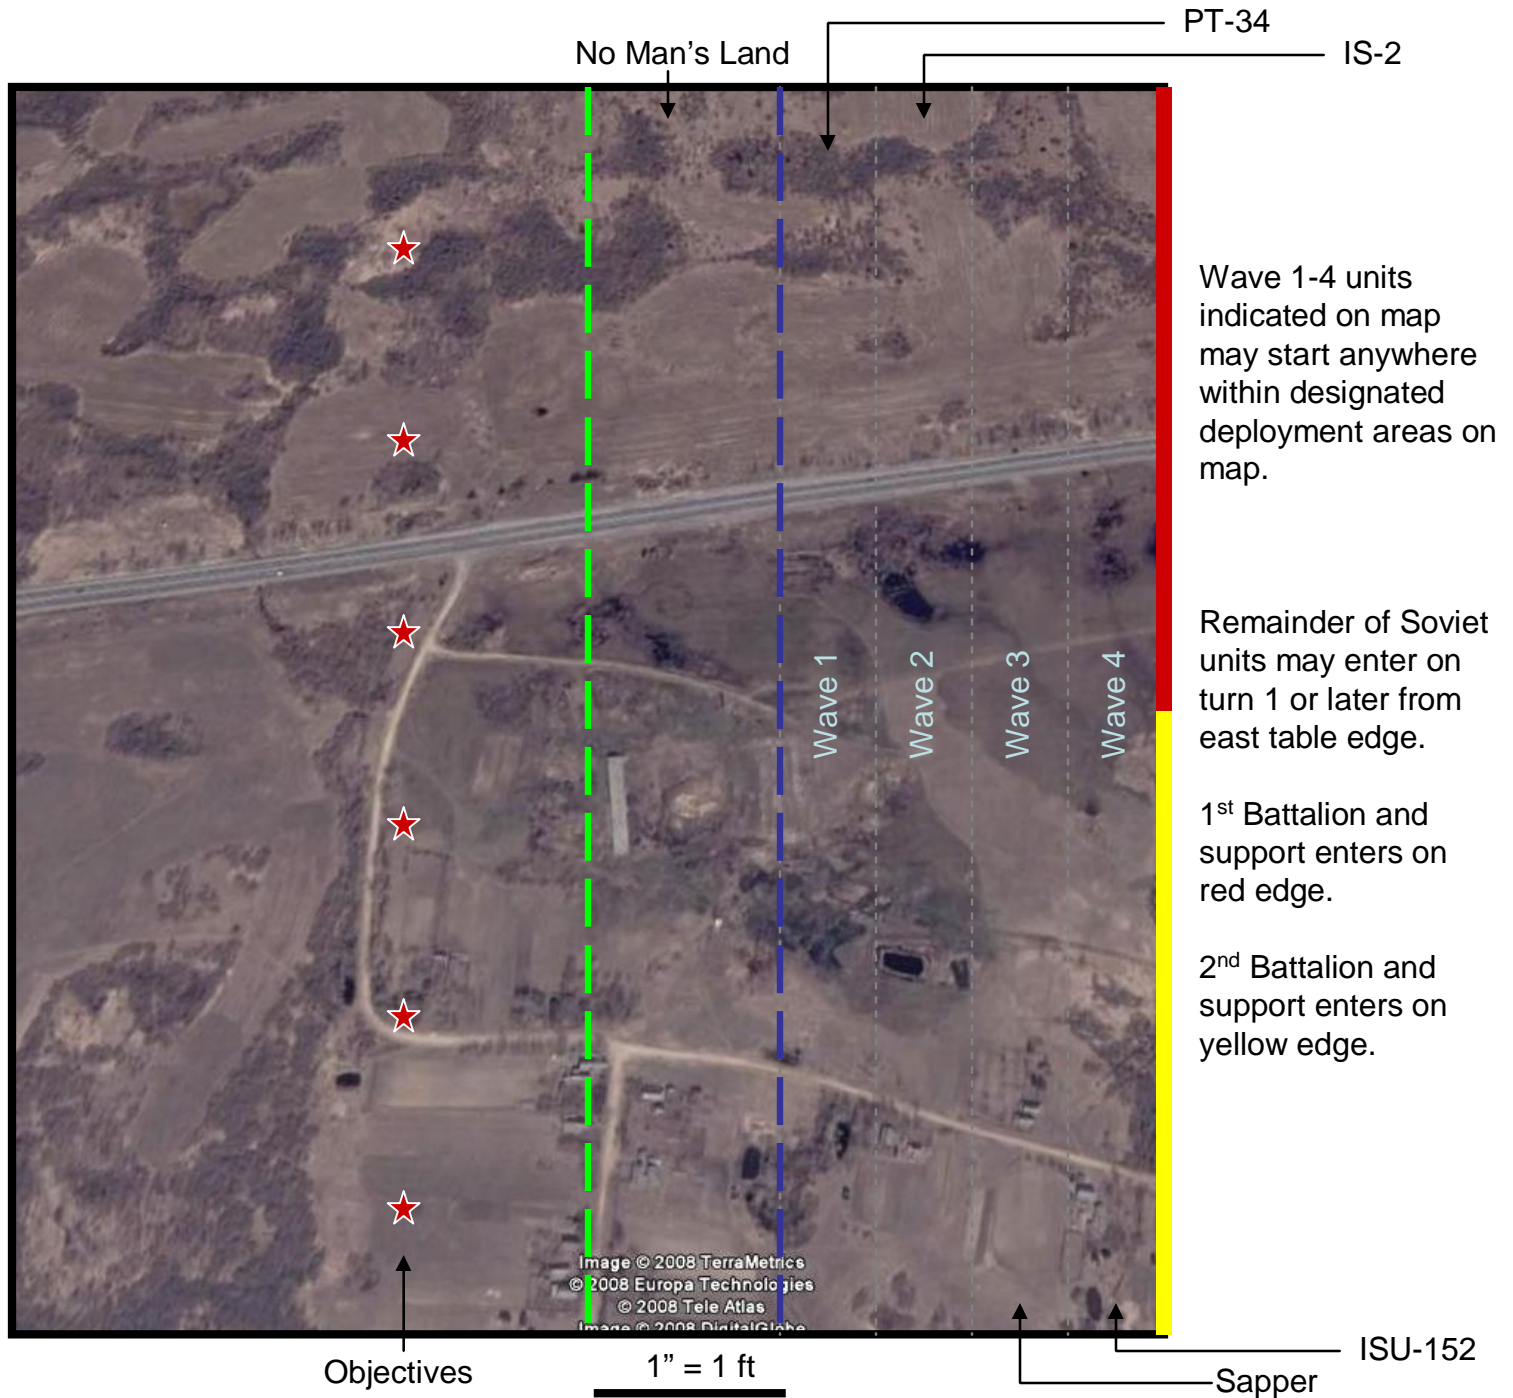 PT-34
No Man’s Land
IS-2
Wave 1-4 units
indicated on map
may start anywhere
within designated
deployment areas on
map.
Remainder of Soviet
units may enter on
turn 1 or later from
east table edge.
Wave 1
Wave 2
Wave 3
Wave 4
1st Battalion and
support enters on
red edge.
2nd Battalion and
support enters on
yellow edge.
Image © 2008 TerraMetrics
© 2008 Europa Technologies
© 2008 Tele Atlas
Image © 2008 DigitalGlobe
Objectives
1” = 1 ft
ISU-152
Sapper